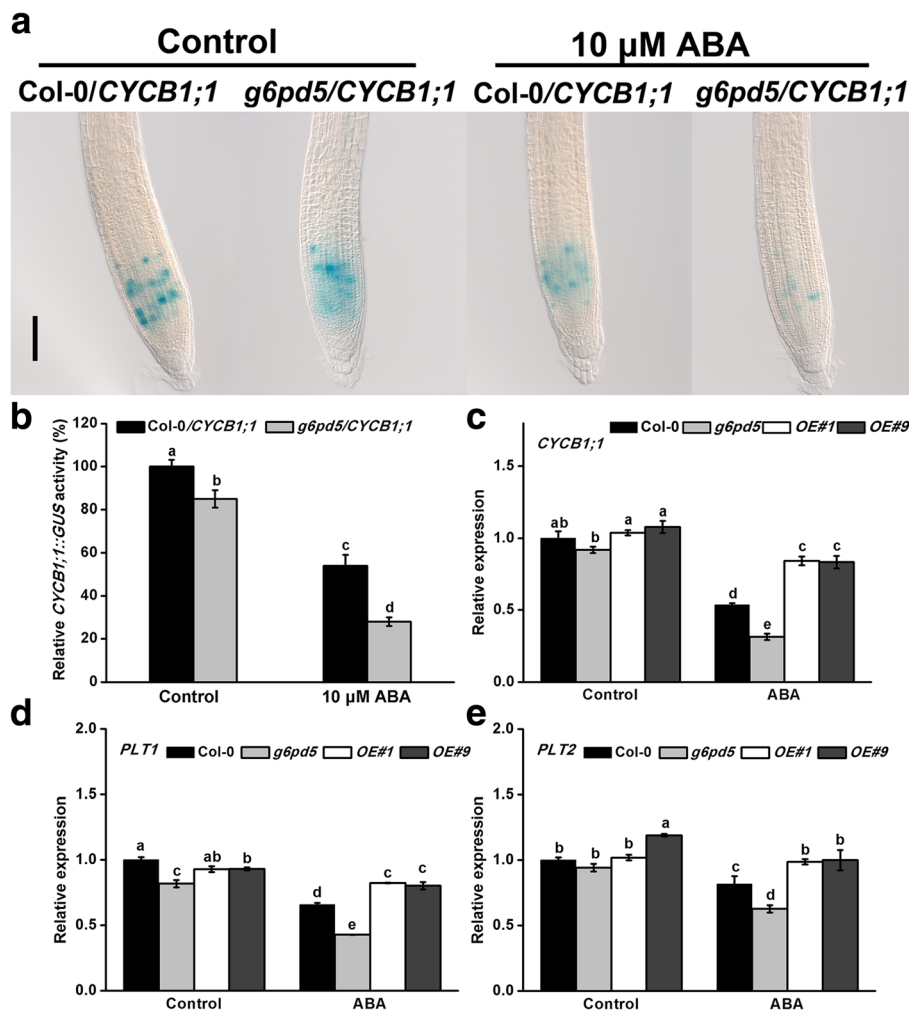 a
Control 10 μM ABA
Col-0/CYCB1;1 g6pd5/CYCB1;1 Col-0/CYCB1;1 g6pd5/CYCB1;1
b
Relative CYCB1;1::GUS activity (%)
120
100
80
60
40
20
0
Col-0/CYCB1;1 g6pd5/CYCB1;1
a
b
c
d
Control 10 μM ABA
c
Relative expression
1.5
1.0
0.5
0.0
CYCB1;1
Col-0 g6pd5 OE#1 OE#9
ab b a a
d e c c
Control ABA
d
Relative expression
2.0
1.5
1.0
0.5
0.0
PLT1 Col-0 g6pd5 OE#1 OE#9
a c ab b
d e c c
Control ABA
e
Relative expression
2.0
1.5
1.0
0.5
0.0
PLT2 Col-0 g6pd5 OE#1 OE#9
b b b a
c d b b
Control ABA